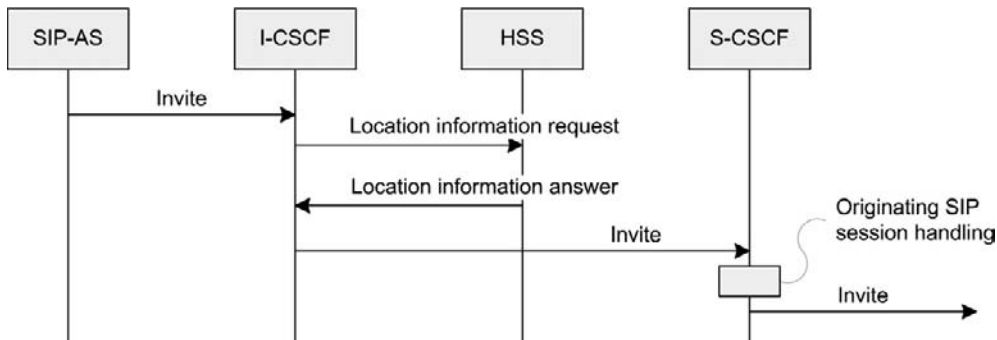 SIP-AS
I-CSCF
HSS
S-CSCF
Invite
Location information request
Location information answer
Invite
Originating SIP
session handling
Invite